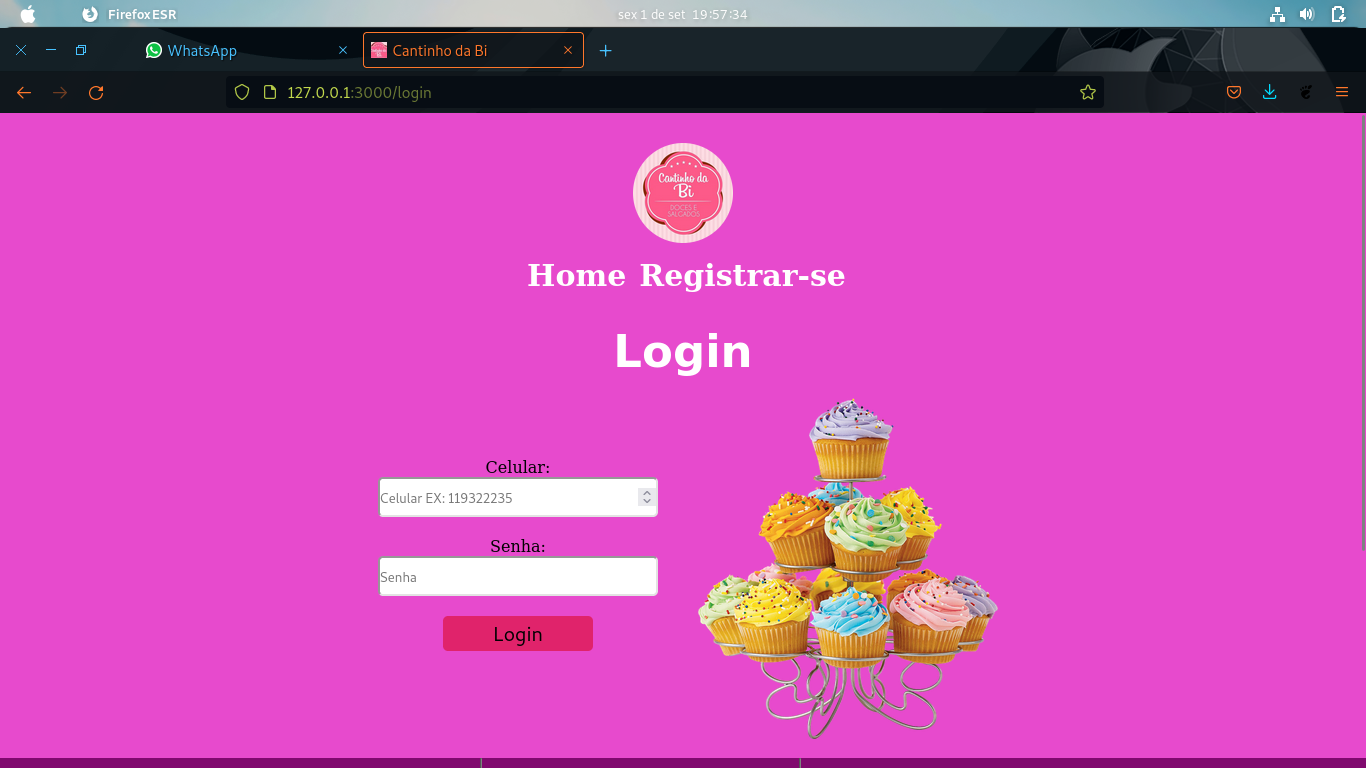 Firefox ESR
sex 1 de set 19:57:34
WhatsApp
Cantinho da Bi
127.0.0.1:3000/login
Cantinho da
Bi
DOCES E
SALGADOS
Home Registrar-se
Login
Celular:
Celular EX: 119322235
Senha:
Senha
Login